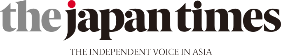 the japan times
THE INDEPENDENT VOICE IN ASIA